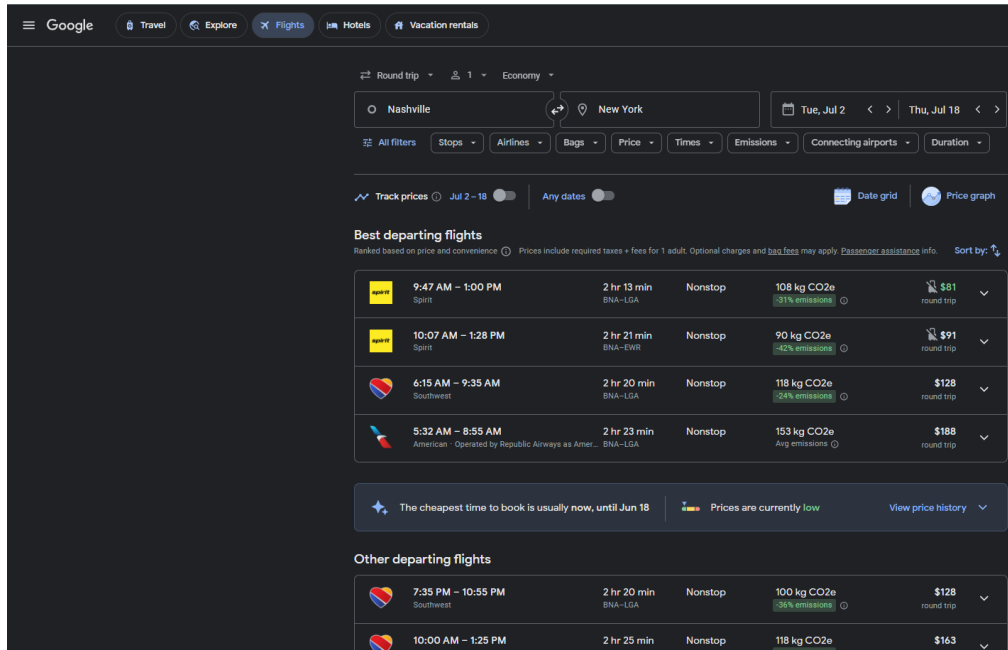 Google Travel Explore Flights Hotels Vacation rentals
Round trip 1 Economy
Nashville New York Tue, Jul 2 Thu, Jul 18
All filters Stops Airlines Bags Price Times Emissions Connecting airports Duration
Track prices Jul 2 – 18 Any dates Date grid Price graph
Best departing flights
Ranked based on price and convenience Prices include required taxes + fees for 1 adult. Optional charges and bag fees may apply. Passenger assistance info. Sort by:
spirit 9:47 AM – 1:00 PM 2 hr 13 min Nonstop 108 kg CO2e $81
Spirit BNA–LGA -31% emissions round trip
spirit 10:07 AM – 1:28 PM 2 hr 21 min Nonstop 90 kg CO2e $91
Spirit BNA–EWR -42% emissions round trip
6:15 AM – 9:35 AM 2 hr 20 min Nonstop 118 kg CO2e $128
Southwest BNA–LGA -24% emissions round trip
5:32 AM – 8:55 AM 2 hr 23 min Nonstop 153 kg CO2e $188
American · Operated by Republic Airways as Amer... BNA–LGA Avg emissions round trip
The cheapest time to book is usually now, until Jun 18 Prices are currently low View price history
Other departing flights
7:35 PM – 10:55 PM 2 hr 20 min Nonstop 100 kg CO2e $128
Southwest BNA–LGA -36% emissions round trip
10:00 AM – 1:25 PM 2 hr 25 min Nonstop 118 kg CO2e $163